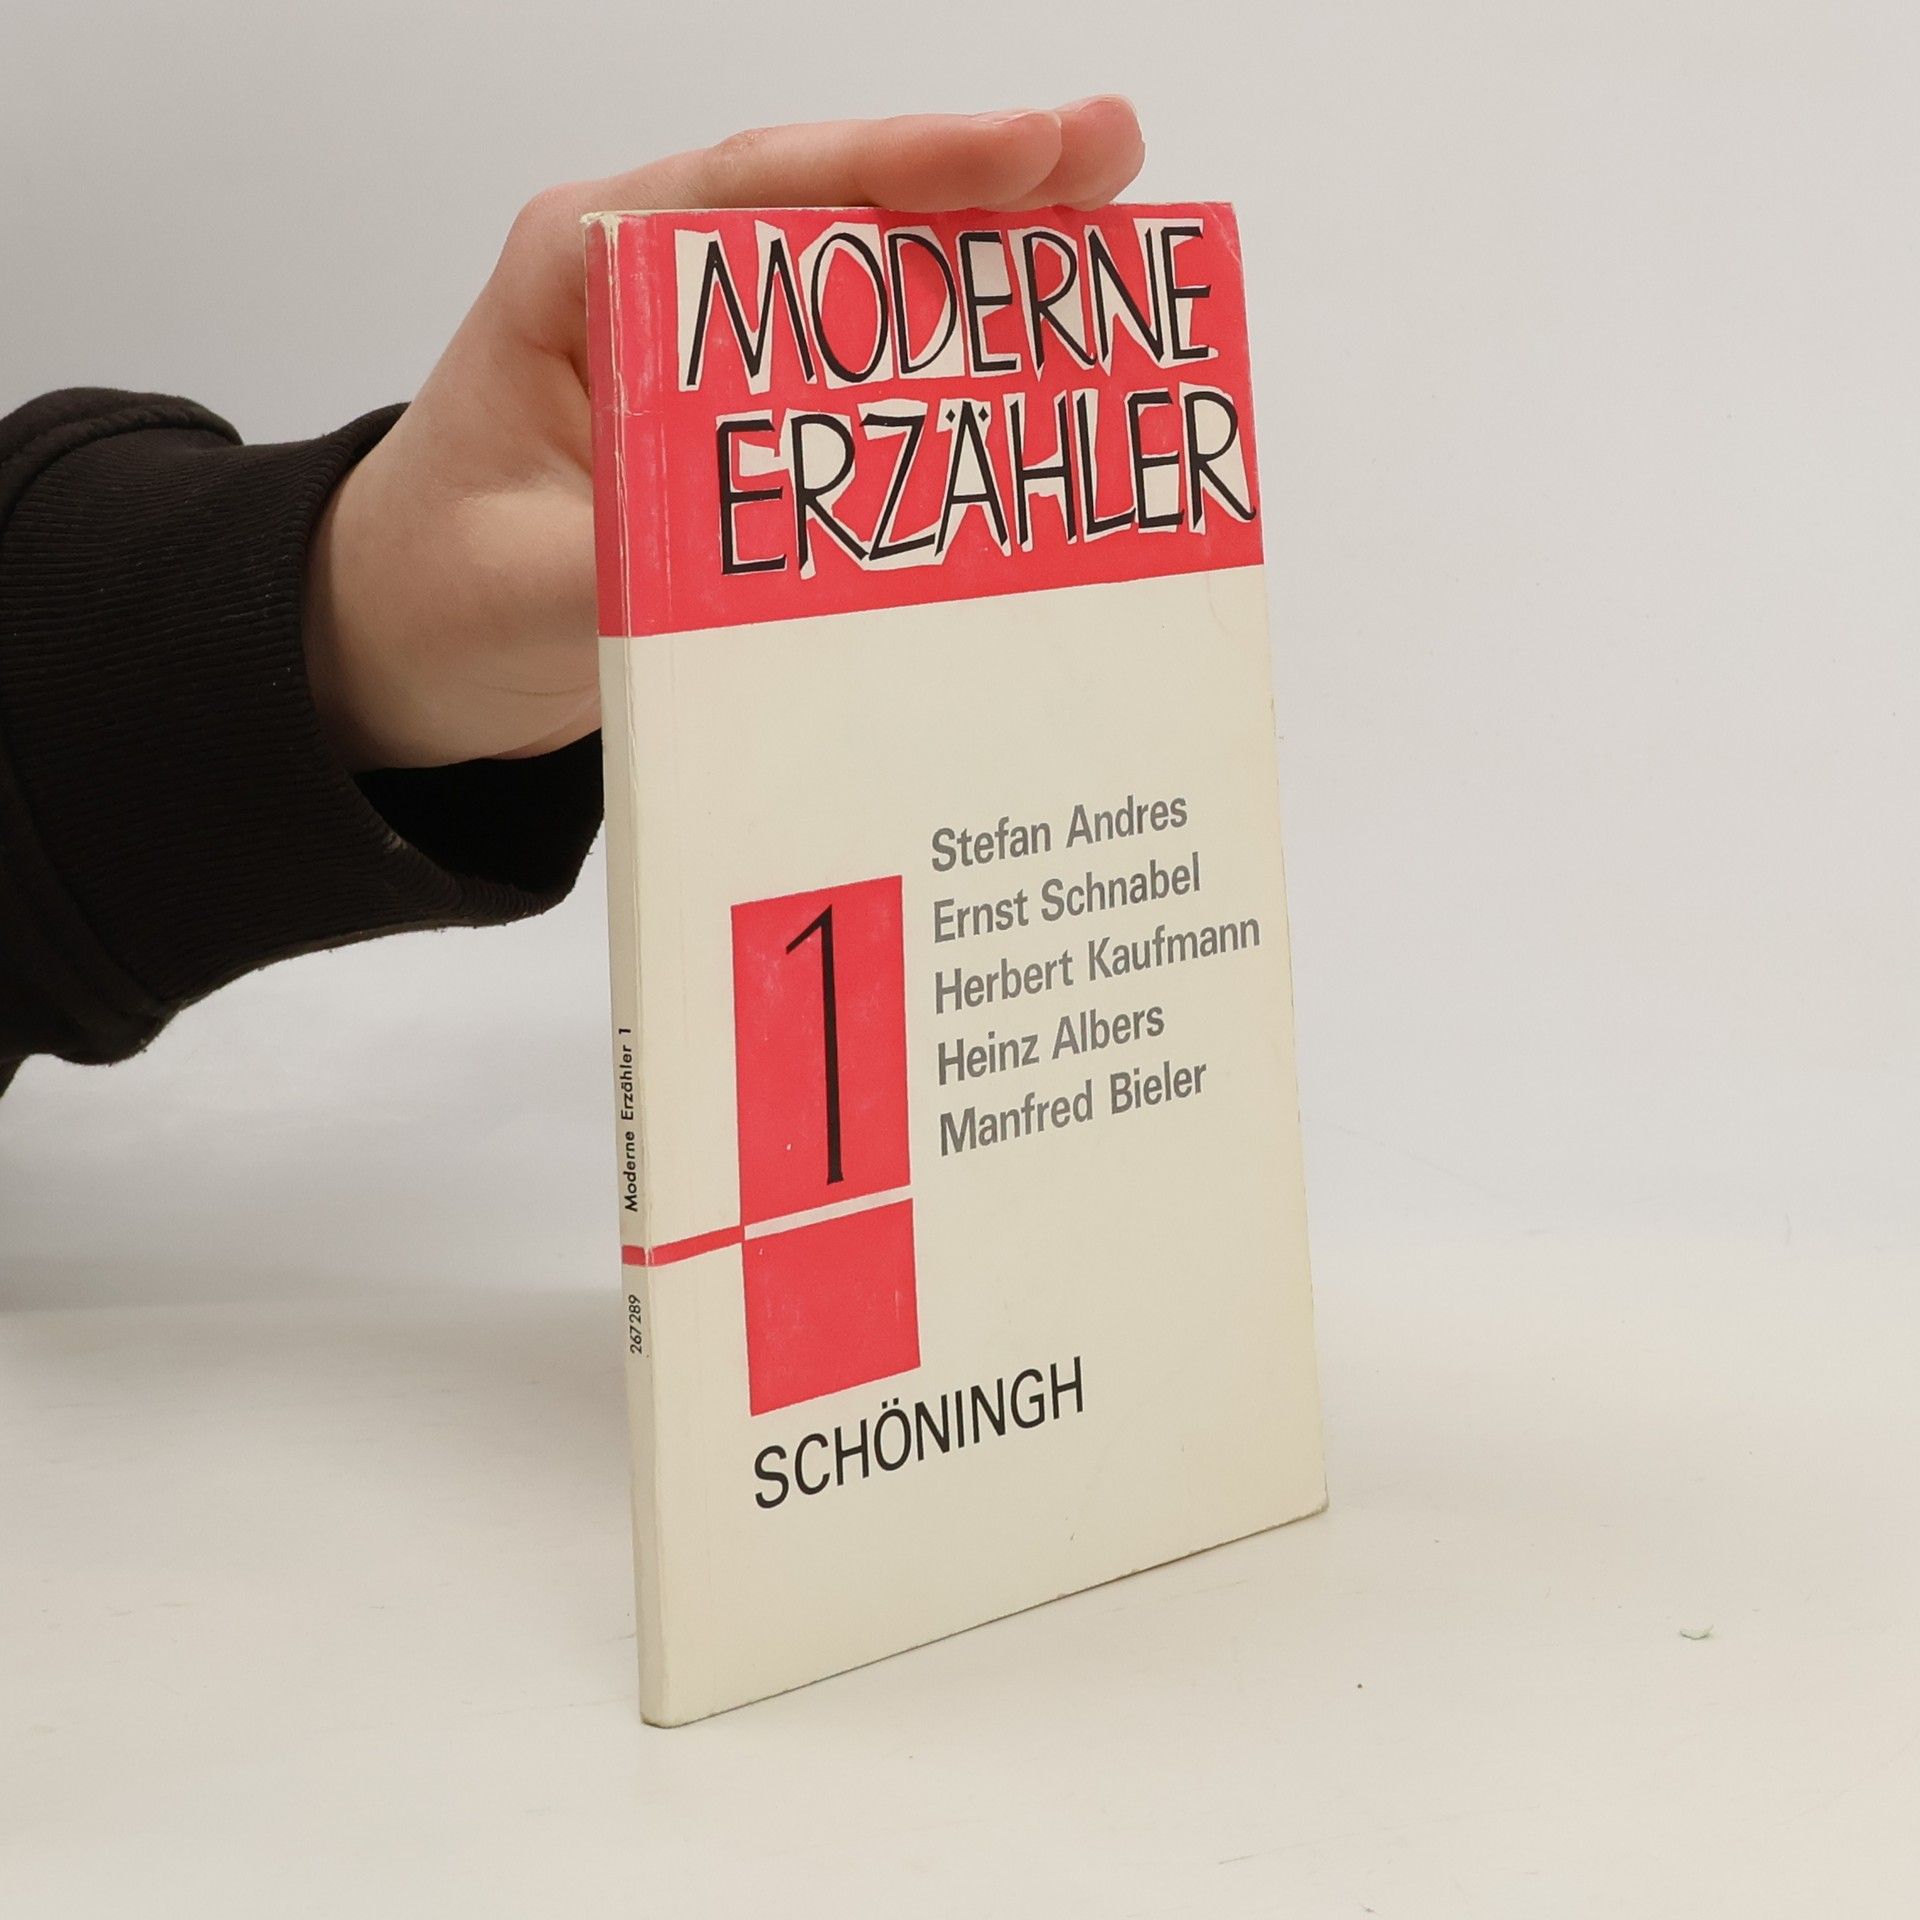 MODERNE
ERZÄHLER
1
Stefan Andres
Ernst Schnabel
Herbert Kaufmann
Heinz Albers
Manfred Bieler
SCHÖNINGH
Moderne Erzähler 1
267289